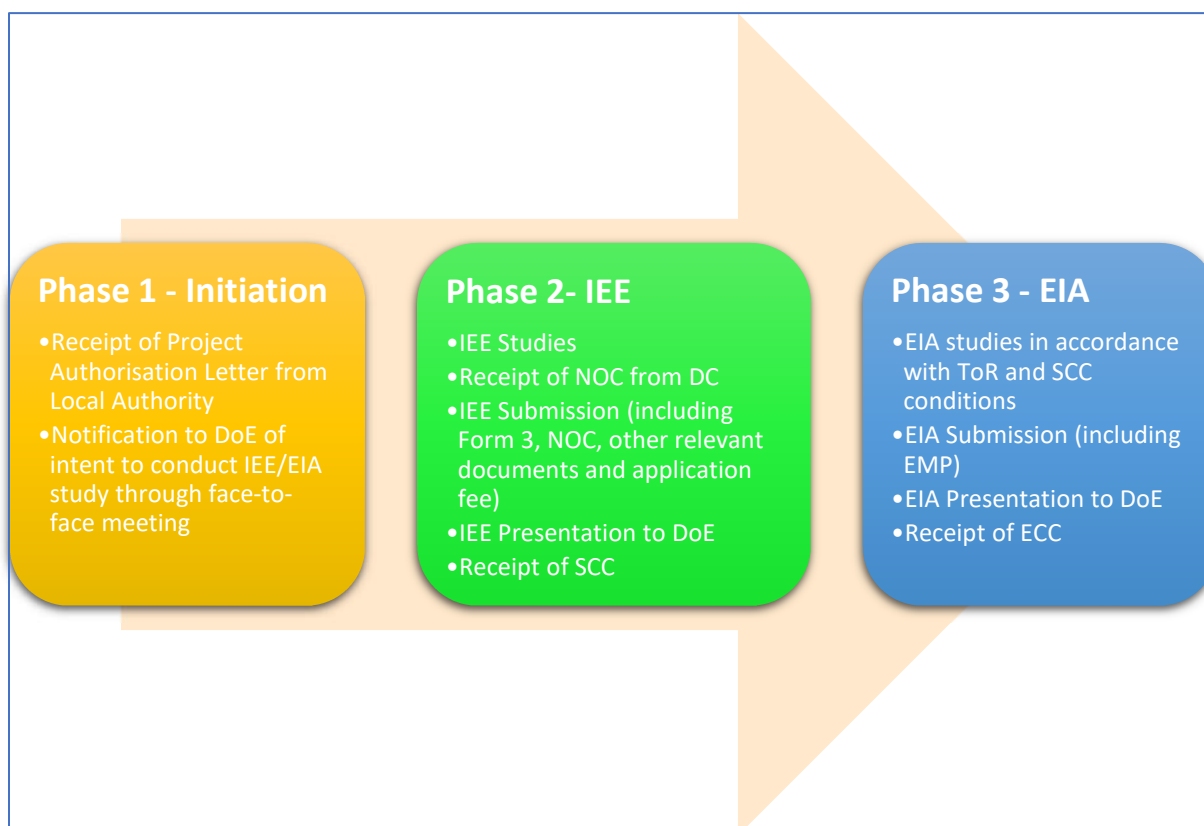 Phase 1 - Initiation
•Receipt of Project
Authorisation Letter from
Local Authority
•Notification to DoE of
intent to conduct IEE/EIA
study through face-to-
face meeting
Phase 2- IEE
•IEE Studies
•Receipt of NOC from DC
•IEE Submission (including
Form 3, NOC, other relevant
documents and application
fee)
•IEE Presentation to DoE
•Receipt of SCC
Phase 3 - EIA
•EIA studies in accordance
with ToR and SCC
conditions
•EIA Submission (including
EMP)
•EIA Presentation to DoE
•Receipt of ECC